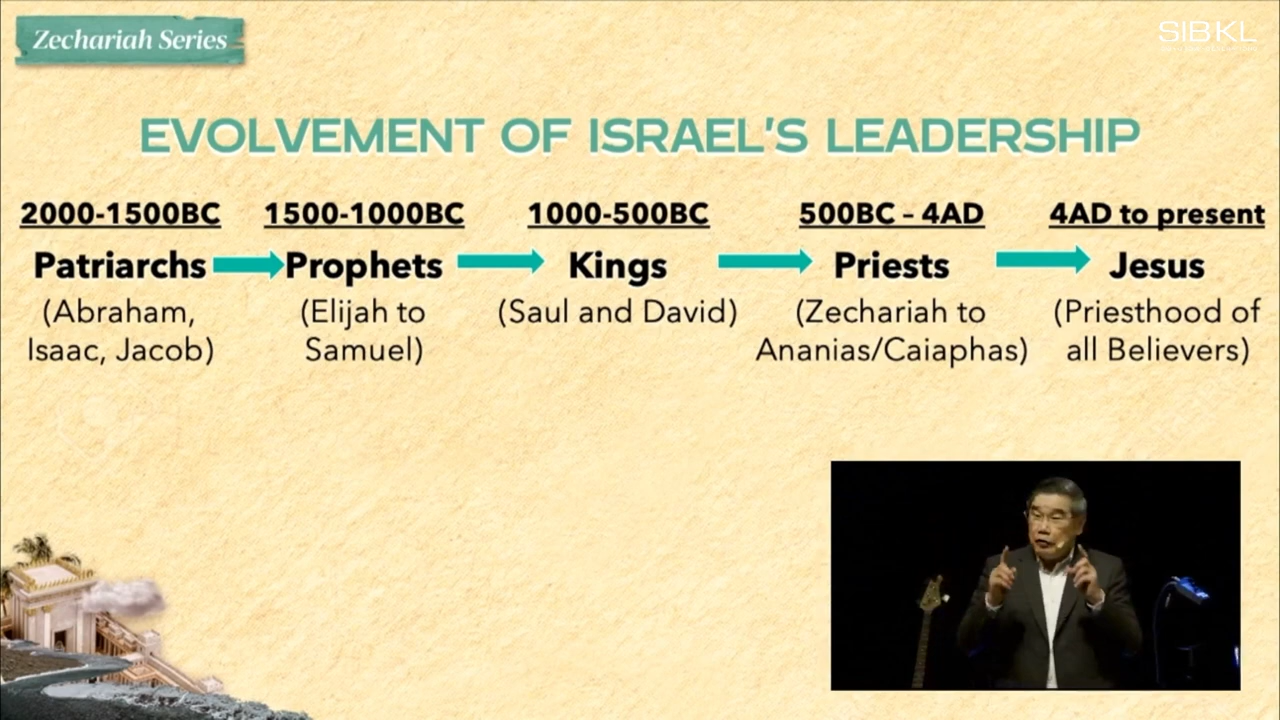 Zechariah Series
SIBKL
EVOLVEMENT OF ISRAEL'S LEADERSHIP
2000-1500BC 1500-1000BC 1000-500BC 500BC – 4AD 4AD to present
Patriarchs Prophets Kings Priests Jesus
(Abraham, (Elijah to (Saul and David) (Zechariah to (Priesthood of
Isaac, Jacob) Samuel) Ananias/Caiaphas) all Believers)